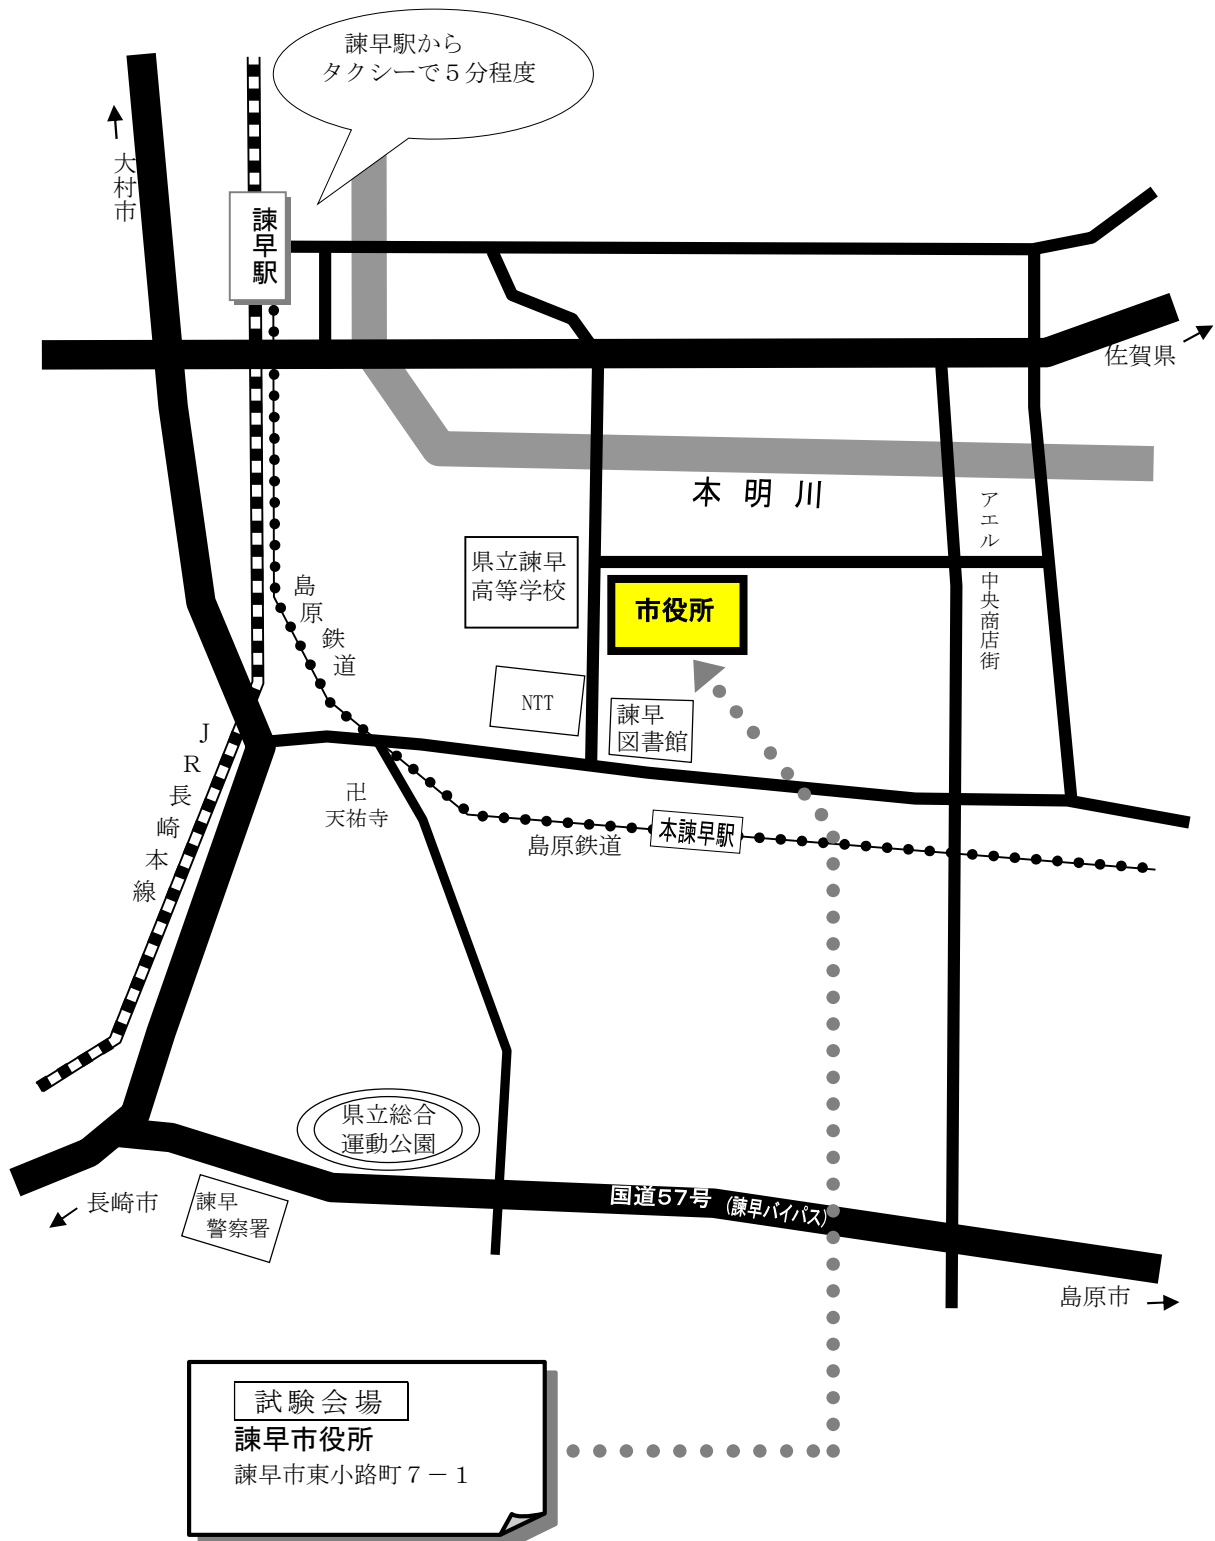 諫早駅から
タクシーで５分程度
大村市
諫早駅
佐賀県
本明川
アエル中央商店街
県立諫早
高等学校
市役所
島原鉄道
NTT
諫早
図書館
ＪＲ長崎本線
卍
天祐寺
島原鉄道
本諫早駅
県立総合
運動公園
国道57号（諫早バイパス）
長崎市
諫早
警察署
島原市
試験会場
諫早市役所
諫早市東小路町７－１